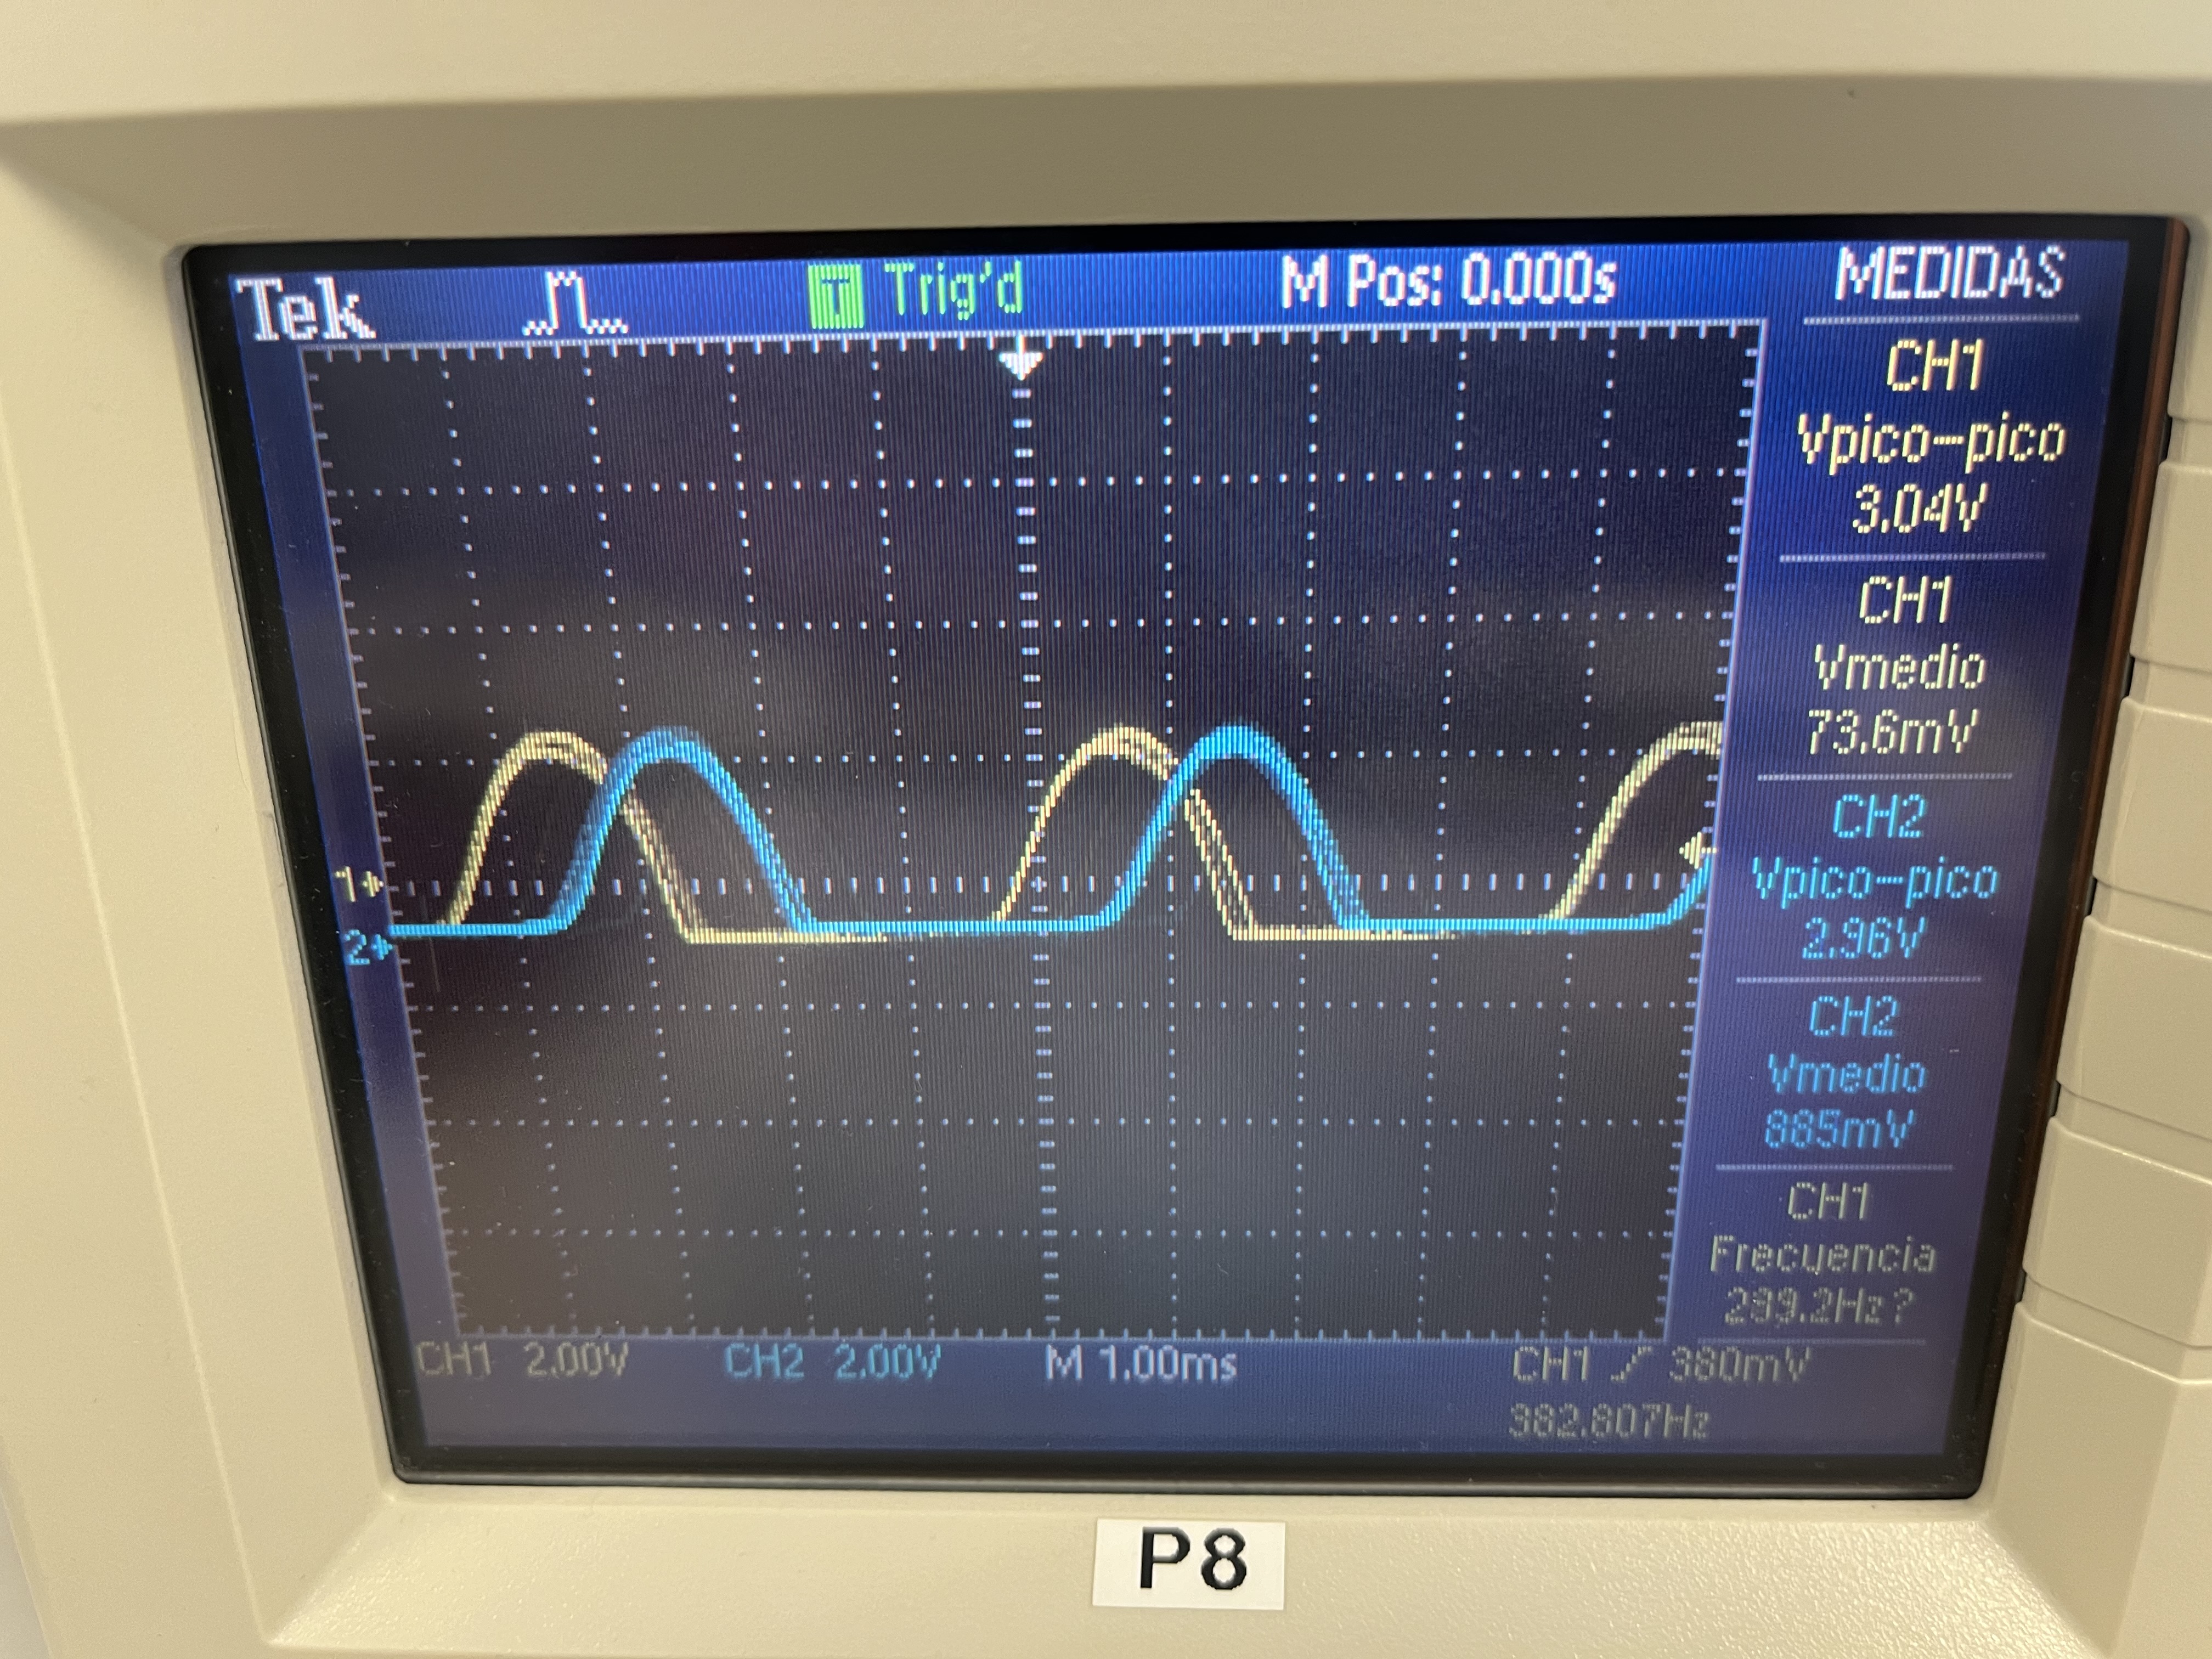 Tek T Trig'd M Pos: 0.000s MEDIDAS
CH1
Vpico-pico
3.04V
CH1
Vmedio
73.6mV
CH2
Vpico-pico
2.96V
CH2
Vmedio
885mV
CH1
Frecuencia
1
2
CH1 2.00V CH2 2.00V M 1.00ms CH1 380mV
382.807Hz
P8